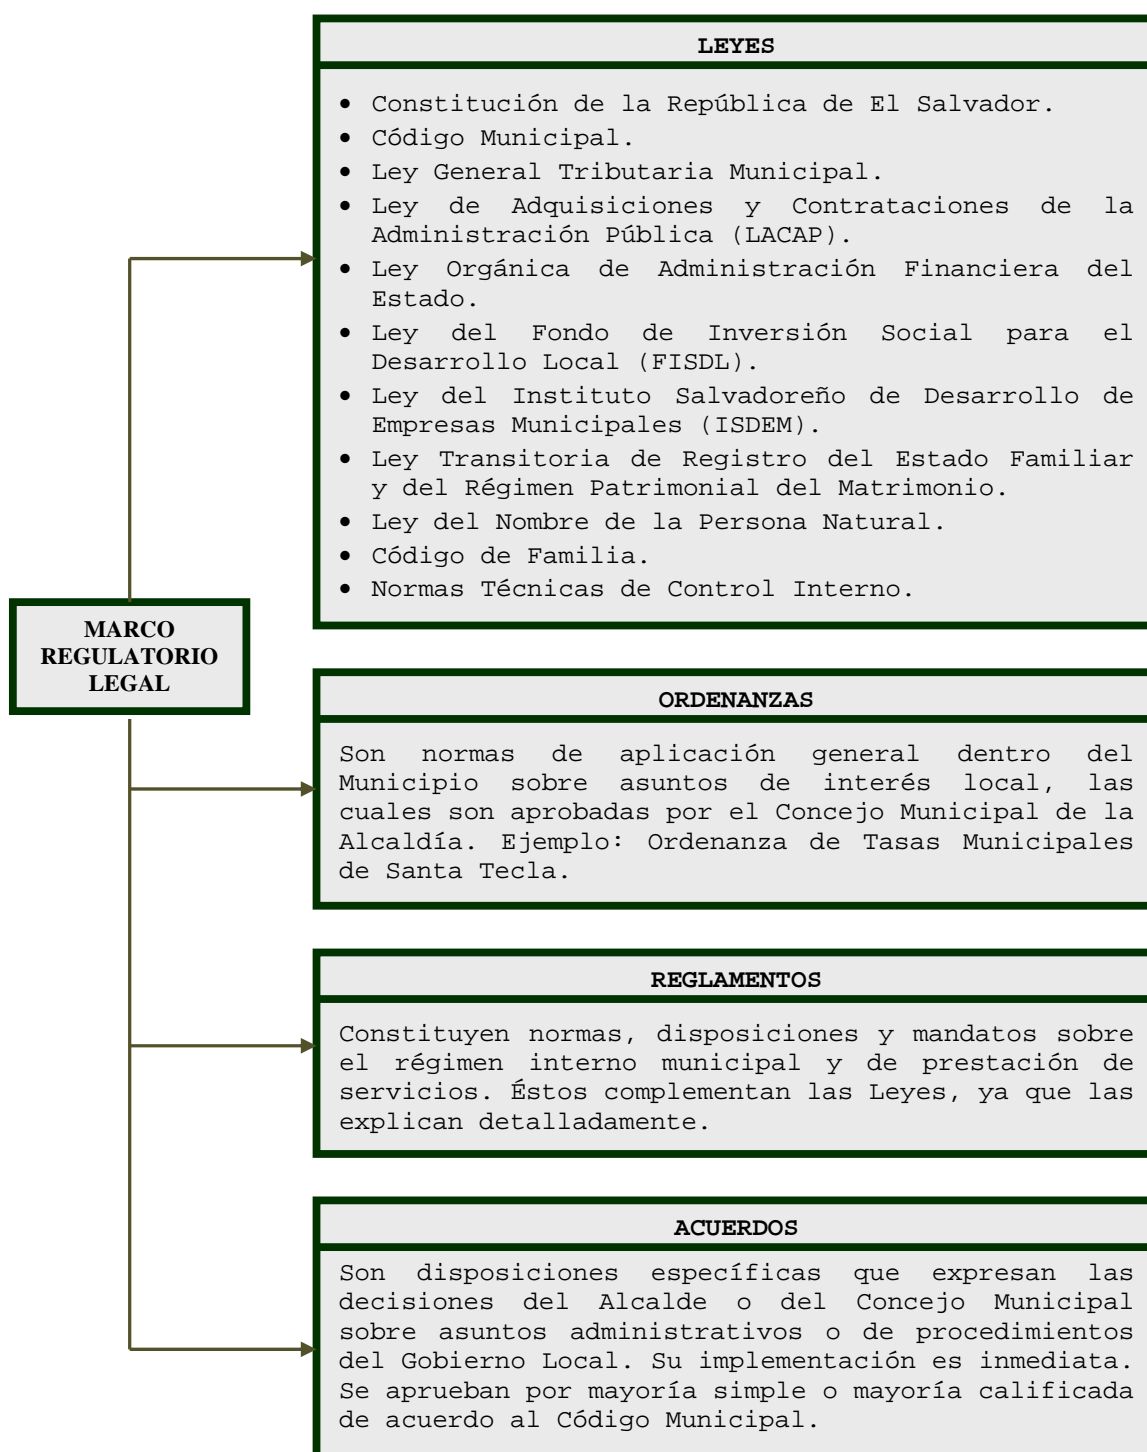 LEYES
• Constitución de la República de El Salvador.
• Código Municipal.
• Ley General Tributaria Municipal.
• Ley de Adquisiciones y Contrataciones de la
Administración Pública (LACAP).
• Ley Orgánica de Administración Financiera del
Estado.
• Ley del Fondo de Inversión Social para el
Desarrollo Local (FISDL).
• Ley del Instituto Salvadoreño de Desarrollo de
Empresas Municipales (ISDEM).
• Ley Transitoria de Registro del Estado Familiar
y del Régimen Patrimonial del Matrimonio.
• Ley del Nombre de la Persona Natural.
• Código de Familia.
• Normas Técnicas de Control Interno.
MARCO
REGULATORIO
LEGAL
ORDENANZAS
Son normas de aplicación general dentro del
Municipio sobre asuntos de interés local, las
cuales son aprobadas por el Concejo Municipal de la
Alcaldía. Ejemplo: Ordenanza de Tasas Municipales
de Santa Tecla.
REGLAMENTOS
Constituyen normas, disposiciones y mandatos sobre
el régimen interno municipal y de prestación de
servicios. Éstos complementan las Leyes, ya que las
explican detalladamente.
ACUERDOS
Son disposiciones específicas que expresan las
decisiones del Alcalde o del Concejo Municipal
sobre asuntos administrativos o de procedimientos
del Gobierno Local. Su implementación es inmediata.
Se aprueban por mayoría simple o mayoría calificada
de acuerdo al Código Municipal.